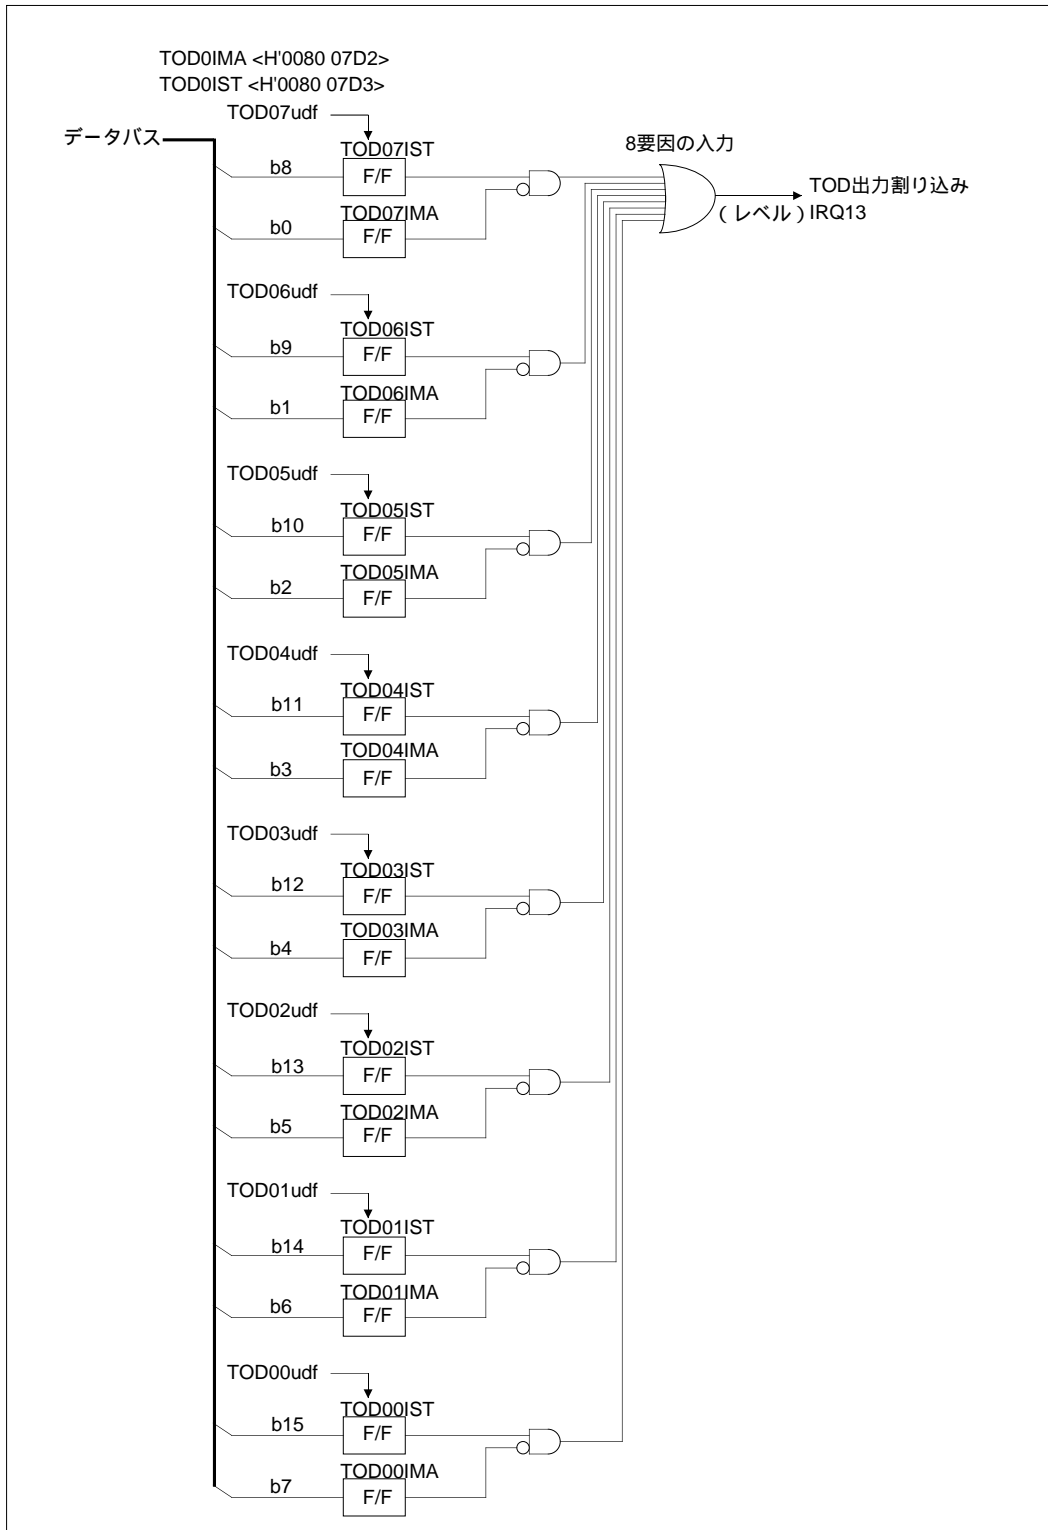 TOD0IMA <H'0080 07D2>
TOD0IST <H'0080 07D3>
TOD07udf
データバス
TOD07IST
8要因の入力
b8
F/F
TOD出力割り込み
(レベル) IRQ13
TOD07IMA
b0
F/F
TOD06udf
TOD06IST
b9
F/F
TOD06IMA
b1
F/F
TOD05udf
TOD05IST
b10
F/F
TOD05IMA
b2
F/F
TOD04udf
TOD04IST
b11
F/F
TOD04IMA
b3
F/F
TOD03udf
TOD03IST
b12
F/F
TOD03IMA
b4
F/F
TOD02udf
TOD02IST
b13
F/F
TOD02IMA
b5
F/F
TOD01udf
TOD01IST
b14
F/F
TOD01IMA
b6
F/F
TOD00udf
TOD00IST
b15
F/F
TOD00IMA
b7
F/F